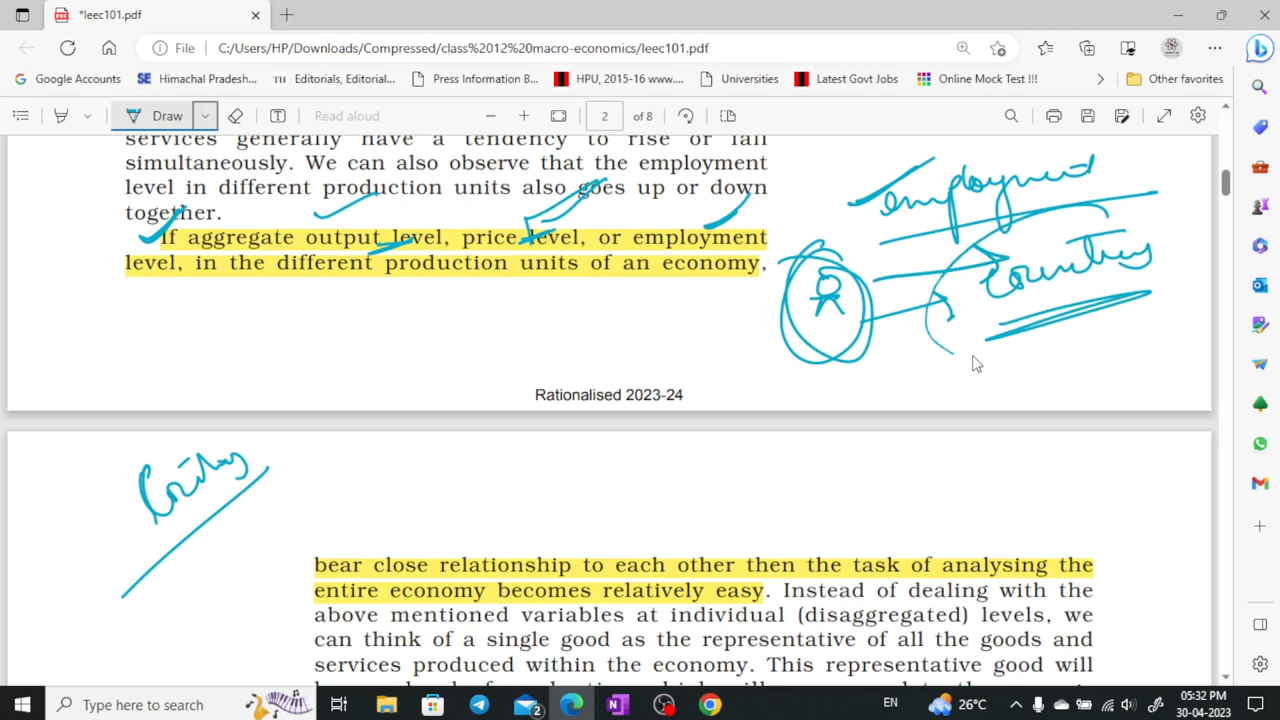 *leec101.pdf
File C:/Users/HP/Downloads/Compressed/class%2012%20macro-economics/leec101.pdf
Google Accounts SE Himachal Pradesh... TH Editorials, Editorial... Press Information B... HPU, 2015-16 www.... Universities Latest Govt Jobs Online Mock Test !!! Other favorites
Draw Read aloud 2 of 8
services generally have a tendency to rise or fall
simultaneously. We can also observe that the employment
level in different production units also goes up or down
together.
If aggregate output level, price level, or employment
level, in the different production units of an economy,
employment
countries
Rationalised 2023-24
bear close relationship to each other then the task of analysing the
entire economy becomes relatively easy. Instead of dealing with the
above mentioned variables at individual (disaggregated) levels, we
can think of a single good as the representative of all the goods and
services produced within the economy. This representative good will
Type here to search 2 EN 26°C 05:32 PM
30-04-2023